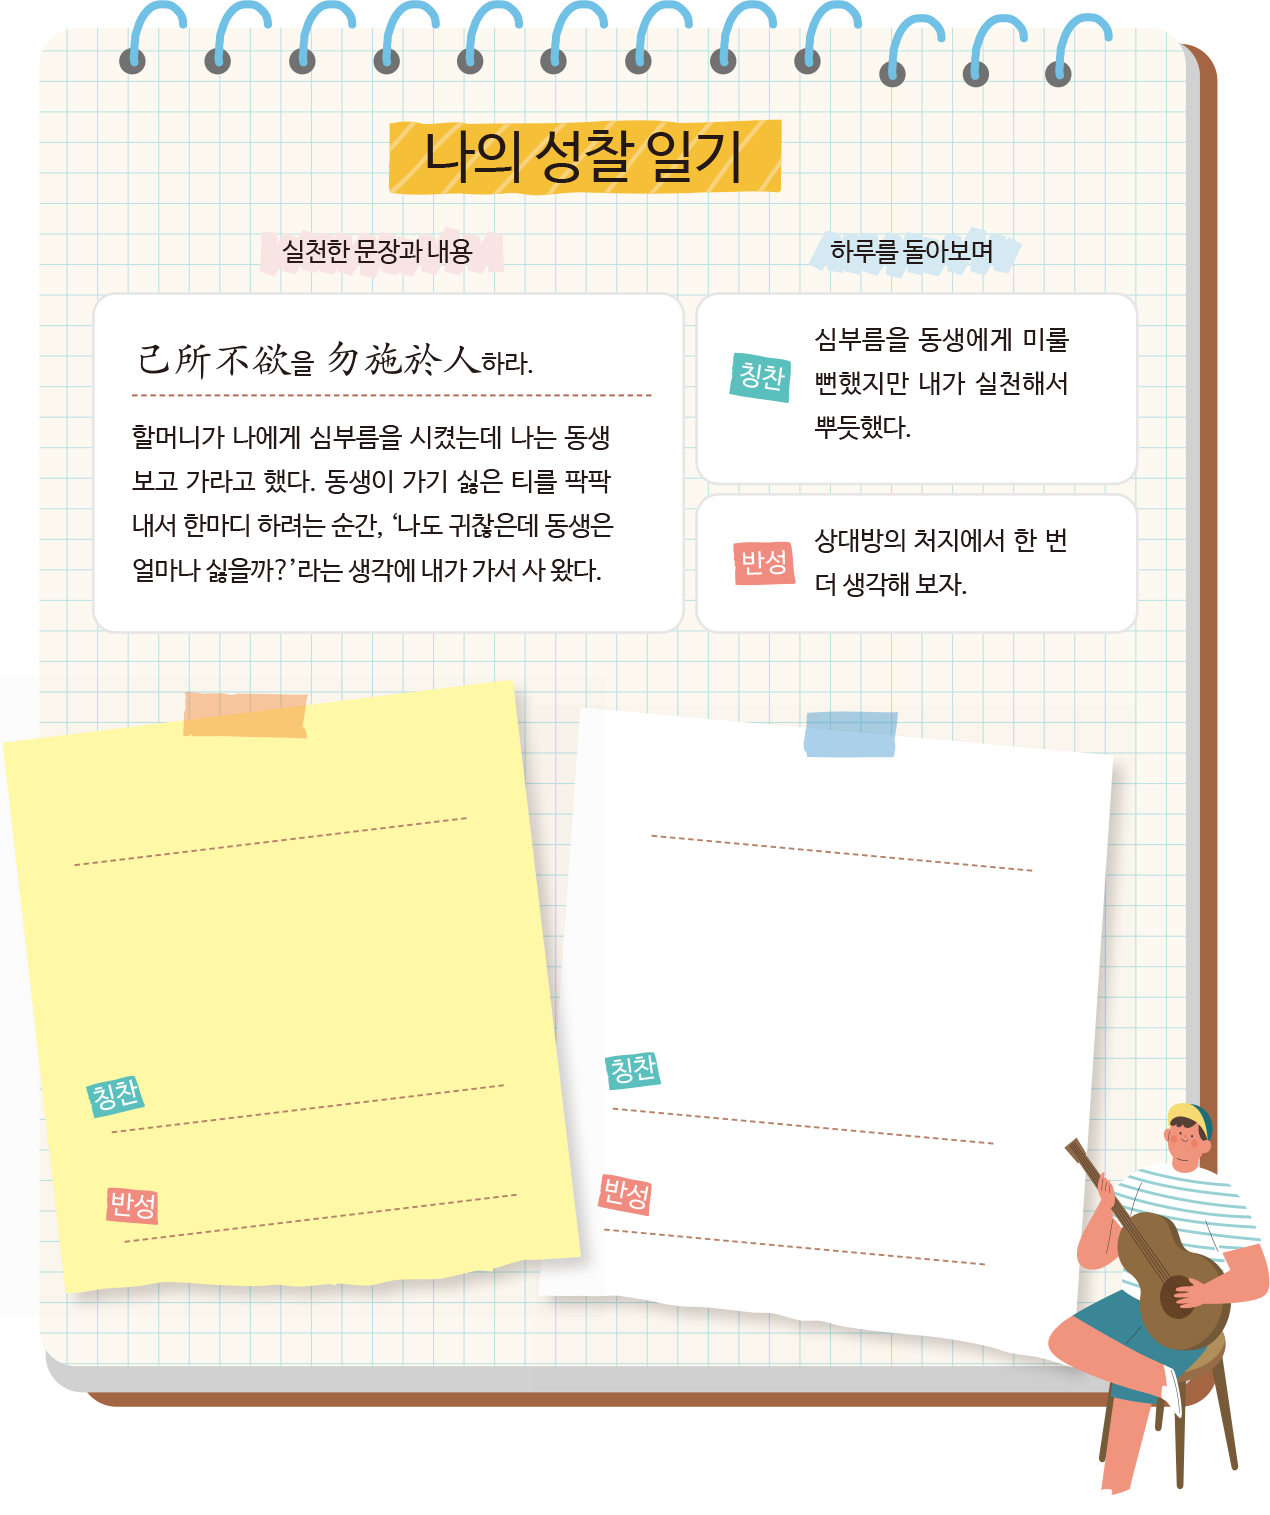 나의 성찰 일기
실천한 문장과 내용
己所不欲을 勿施於人하라.
할머니가 나에게 심부름을 시켰는데 나는 동생
보고 가라고 했다. 동생이 가기 싫은 티를 팍팍
내서 한마디 하려는 순간, ‘나도 귀찮은데 동생은
얼마나 싫을까?’라는 생각에 내가 가서 사 왔다.
하루를 돌아보며
칭찬
심부름을 동생에게 미룰
뻔했지만 내가 실천해서
뿌듯했다.
반성
상대방의 처지에서 한 번
더 생각해 보자.
칭찬
반성
칭찬
반성